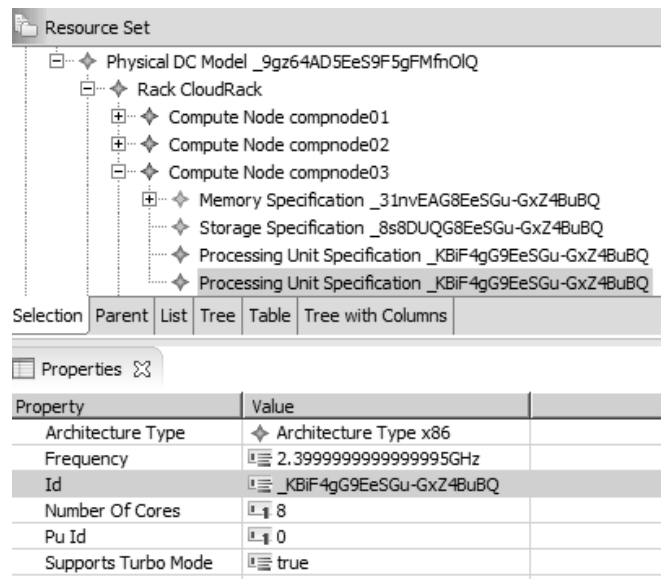 Resource Set
Physical DC Model _9gz64AD5EeS9F5gFMfnOlQ
Rack CloudRack
Compute Node compnode01
Compute Node compnode02
Compute Node compnode03
Memory Specification _31nvEAG8EeSGu-GxZ4BuBQ
Storage Specification _8s8DUQG8EeSGu-GxZ4BuBQ
Processing Unit Specification _KBiF4gG9EeSGu-GxZ4BuBQ
Processing Unit Specification _KBiF4gG9EeSGu-GxZ4BuBQ
Selection Parent List Tree Table Tree with Columns
Properties
Property Value
Architecture Type Architecture Type x86
Frequency 2.3999999999999995GHz
Id _KBiF4gG9EeSGu-GxZ4BuBQ
Number Of Cores 8
Pu Id 0
Supports Turbo Mode true